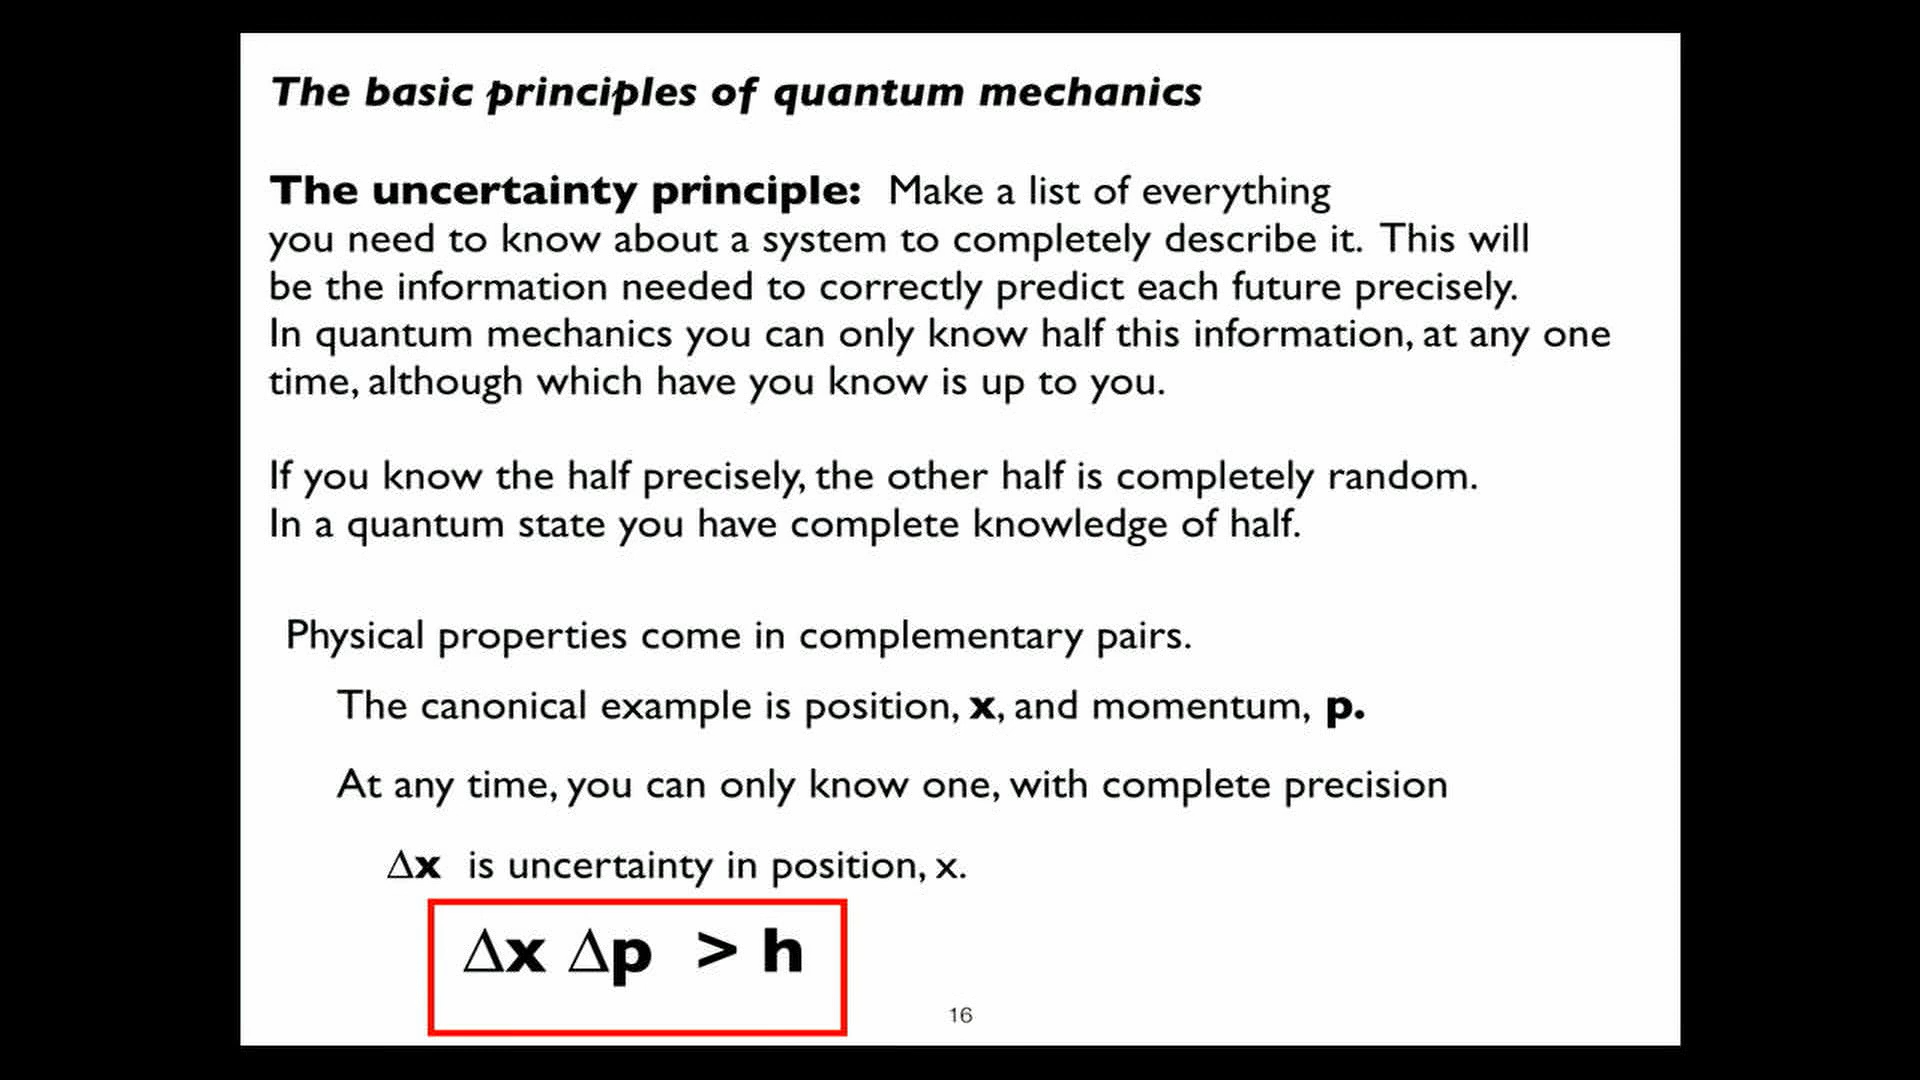 The basic principles of quantum mechanics
The uncertainty principle: Make a list of everything
you need to know about a system to completely describe it. This will
be the information needed to correctly predict each future precisely.
In quantum mechanics you can only know half this information, at any one
time, although which have you know is up to you.
If you know the half precisely, the other half is completely random.
In a quantum state you have complete knowledge of half.
Physical properties come in complementary pairs.
The canonical example is position, x, and momentum, p.
At any time, you can only know one, with complete precision
Δx is uncertainty in position, x.
Δx Δp > h
16